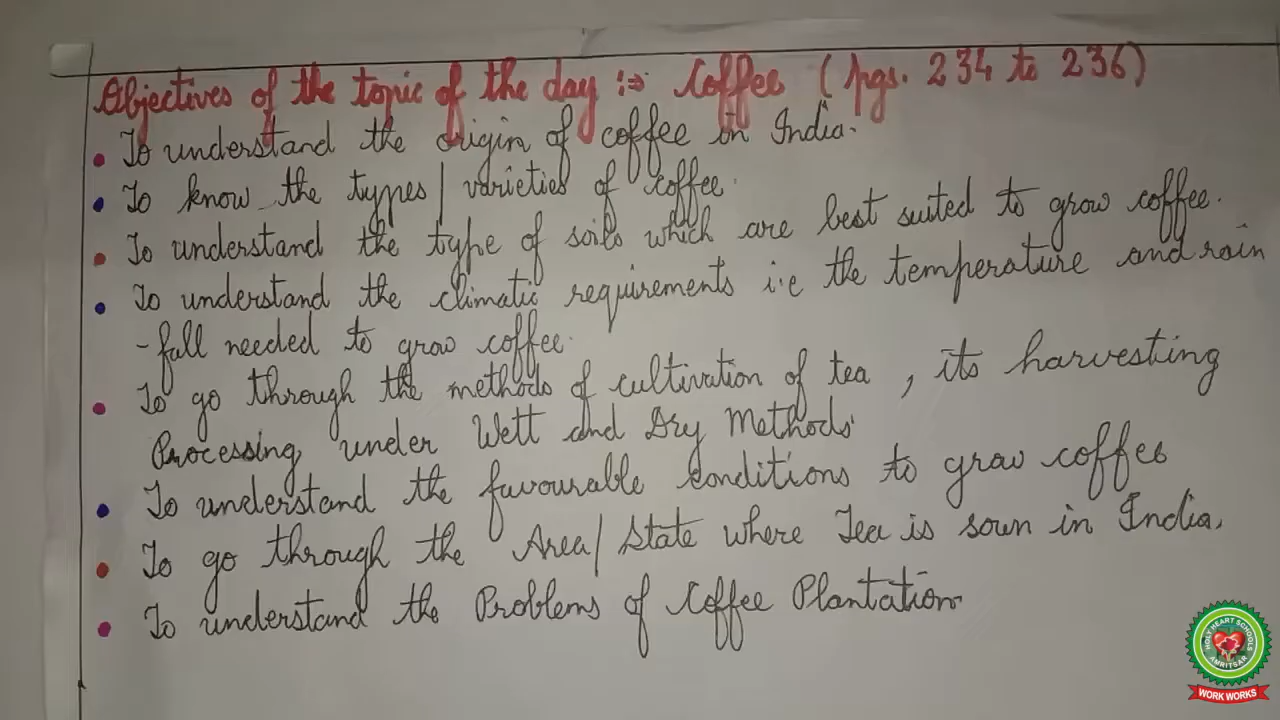 Objectives of the topic of the day :⇒ Coffee (pgs. 234 to 236)
• To understand the origin of coffee in India.
• To know the types/varieties of coffee.
• To understand the type of soils which are best suited to grow coffee.
• To understand the climatic requirements i.e the temperature and rain
-fall needed to grow coffee.
• To go through the methods of cultivation of tea, its harvesting
Processing under Wett and Dry Methods
• To understand the favourable conditions to grow coffee
• To go through the Area/State where Tea is sown in India.
• To understand the Problems of Coffee Plantation
HOLY HEART SCHOOLS
AMRITSAR
WORK WORKS